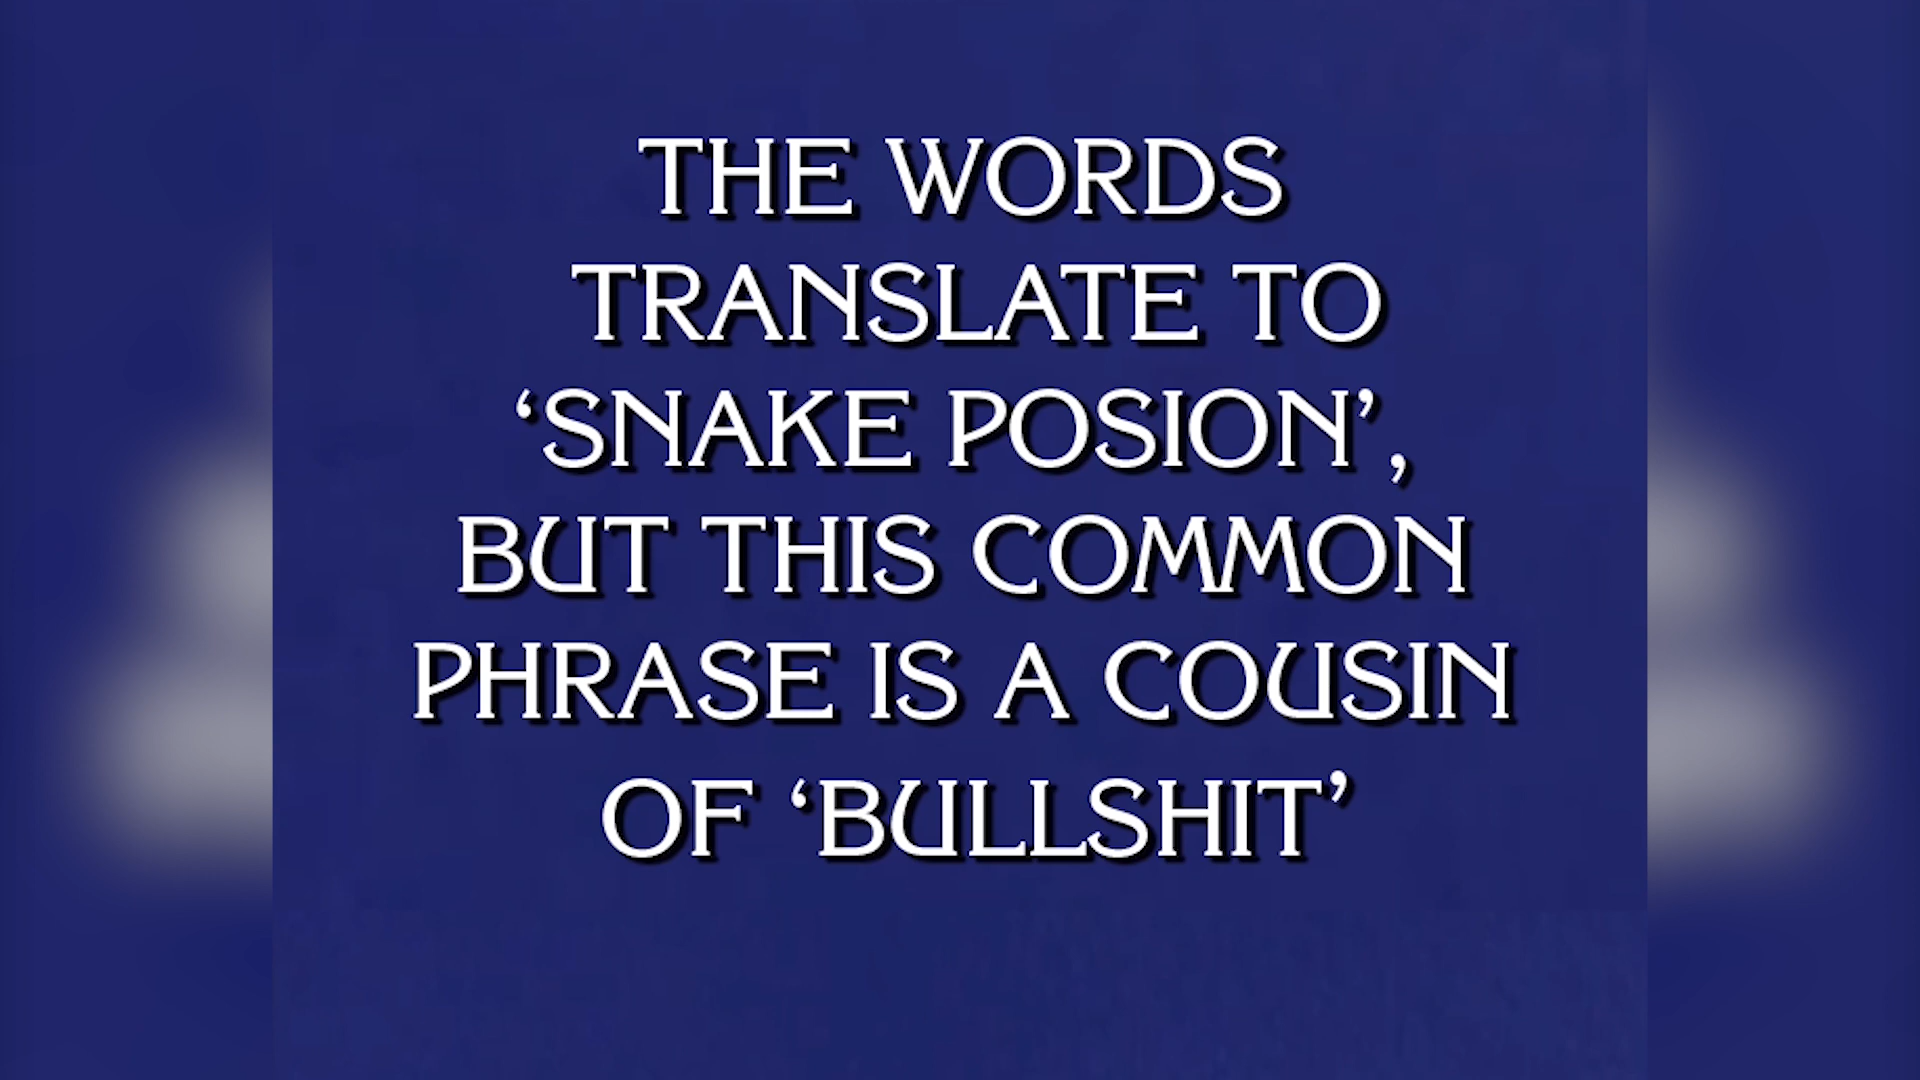 THE WORDS
TRANSLATE TO
‘SNAKE POSION’,
BUT THIS COMMON
PHRASE IS A COUSIN
OF ‘BULLSHIT’